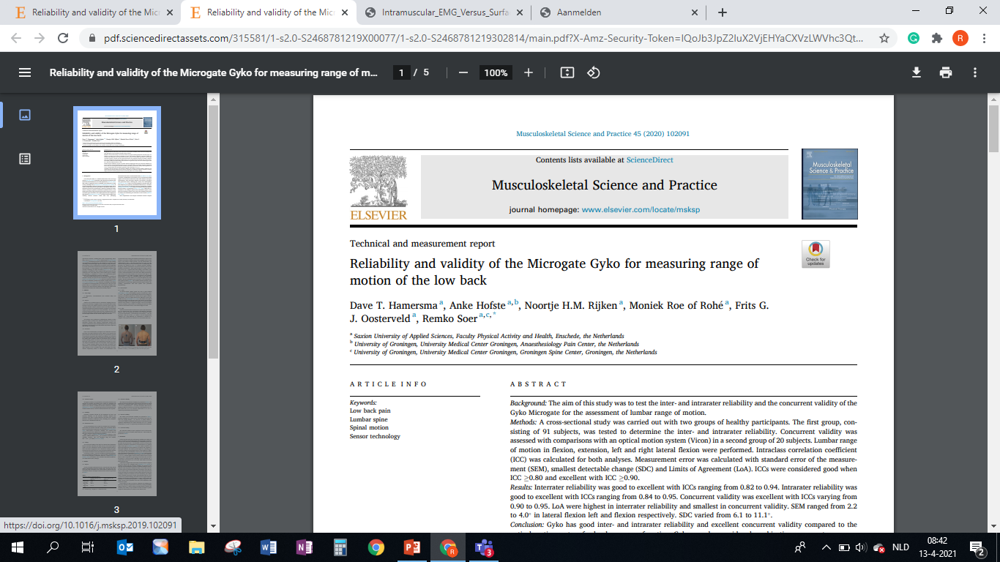 Reliability and validity of the Micr
Reliability and validity of the Micr
Intramuscular_EMG_Versus_Surfa
Aanmelden
pdf.sciencedirectassets.com/315581/1-s2.0-S2468781219X00077/1-s2.0-S2468781219302814/main.pdf?X-Amz-Security-Token=IQoJb3JpZ2luX2VjEHYaCXVzLWVhc3Qt...
R
Reliability and validity of the Microgate Gyko for measuring range of m...
1 / 5
100%
1
2
3
Musculoskeletal Science and Practice 45 (2020) 102091
Contents lists available at ScienceDirect
Musculoskeletal Science and Practice
journal homepage: www.elsevier.com/locate/msksp
ELSEVIER
Musculoskeletal
Science & Practice
Check for
updates
Technical and measurement report
Reliability and validity of the Microgate Gyko for measuring range of
motion of the low back
Dave T. Hamersma a, Anke Hofste a,b, Noortje H.M. Rijken a, Moniek Roe of Rohé a, Frits G.
J. Oosterveld a, Remko Soer a,c,*
a Saxion University of Applied Sciences, Faculty Physical Activity and Health, Enschede, the Netherlands
b University of Groningen, University Medical Center Groningen, Anaesthesiology Pain Center, the Netherlands
c University of Groningen, University Medical Center Groningen, Groningen Spine Center, Groningen, the Netherlands
ARTICLE INFO
Keywords:
Low back pain
Lumbar spine
Spinal motion
Sensor technology
ABSTRACT
Background: The aim of this study was to test the inter- and intrarater reliability and the concurrent validity of the
Gyko Microgate for the assessment of lumbar range of motion.
Methods: A cross-sectional study was carried out with two groups of healthy participants. The first group, con-
sisting of 91 subjects, was tested to determine the inter- and intrarater reliability. Concurrent validity was
assessed with comparisons with an optical motion system (Vicon) in a second group of 20 subjects. Lumbar range
of motion in flexion, extension, left and right lateral flexion were performed. Intraclass correlation coefficient
(ICC) was calculated for both analyses. Measurement error was calculated with standard error of the measure-
ment (SEM), smallest detectable change (SDC) and Limits of Agreement (LoA). ICCs were considered good when
ICC ≥0.80 and excellent with ICC ≥0.90.
Results: Interrater reliability was good to excellent with ICCs ranging from 0.82 to 0.94. Intrarater reliability was
good to excellent with ICCs ranging from 0.84 to 0.95. Concurrent validity was excellent with ICCs varying from
0.90 to 0.95. LoA were highest in interrater reliability and smallest in concurrent validity. SEM ranged from 2.2
to 4.0° in lateral flexion left and flexion respectively. SDC varied from 6.1 to 11.1°.
Conclusion: Gyko has good inter- and intrarater reliability and excellent concurrent validity compared to the
https://doi.org/10.1016/j.msksp.2019.102091
NLD
08:42
13-4-2021
3
2